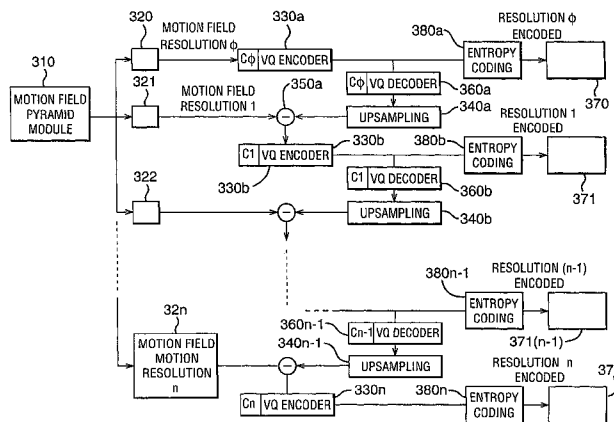 320
MOTION FIELD
RESOLUTION ϕ
330a
380a
RESOLUTION ϕ
ENCODED
310
Cϕ VQ ENCODER
ENTROPY
CODING
370
MOTION FIELD
PYRAMID
MODULE
321
MOTION FIELD
RESOLUTION 1
350a
Cϕ VQ DECODER
360a
340a
UPSAMPLING
RESOLUTION 1
ENCODED
330b
380b
C1 VQ ENCODER
ENTROPY
CODING
371
330b
322
C1 VQ DECODER
360b
UPSAMPLING
340b
380n-1
RESOLUTION (n-1)
ENCODED
ENTROPY
CODING
371(n-1)
32n
360n-1
Cn-1 VQ DECODER
MOTION FIELD
MOTION
RESOLUTION
n
340n-1
UPSAMPLING
RESOLUTION n
ENCODED
330n
380n
Cn VQ ENCODER
ENTROPY
CODING